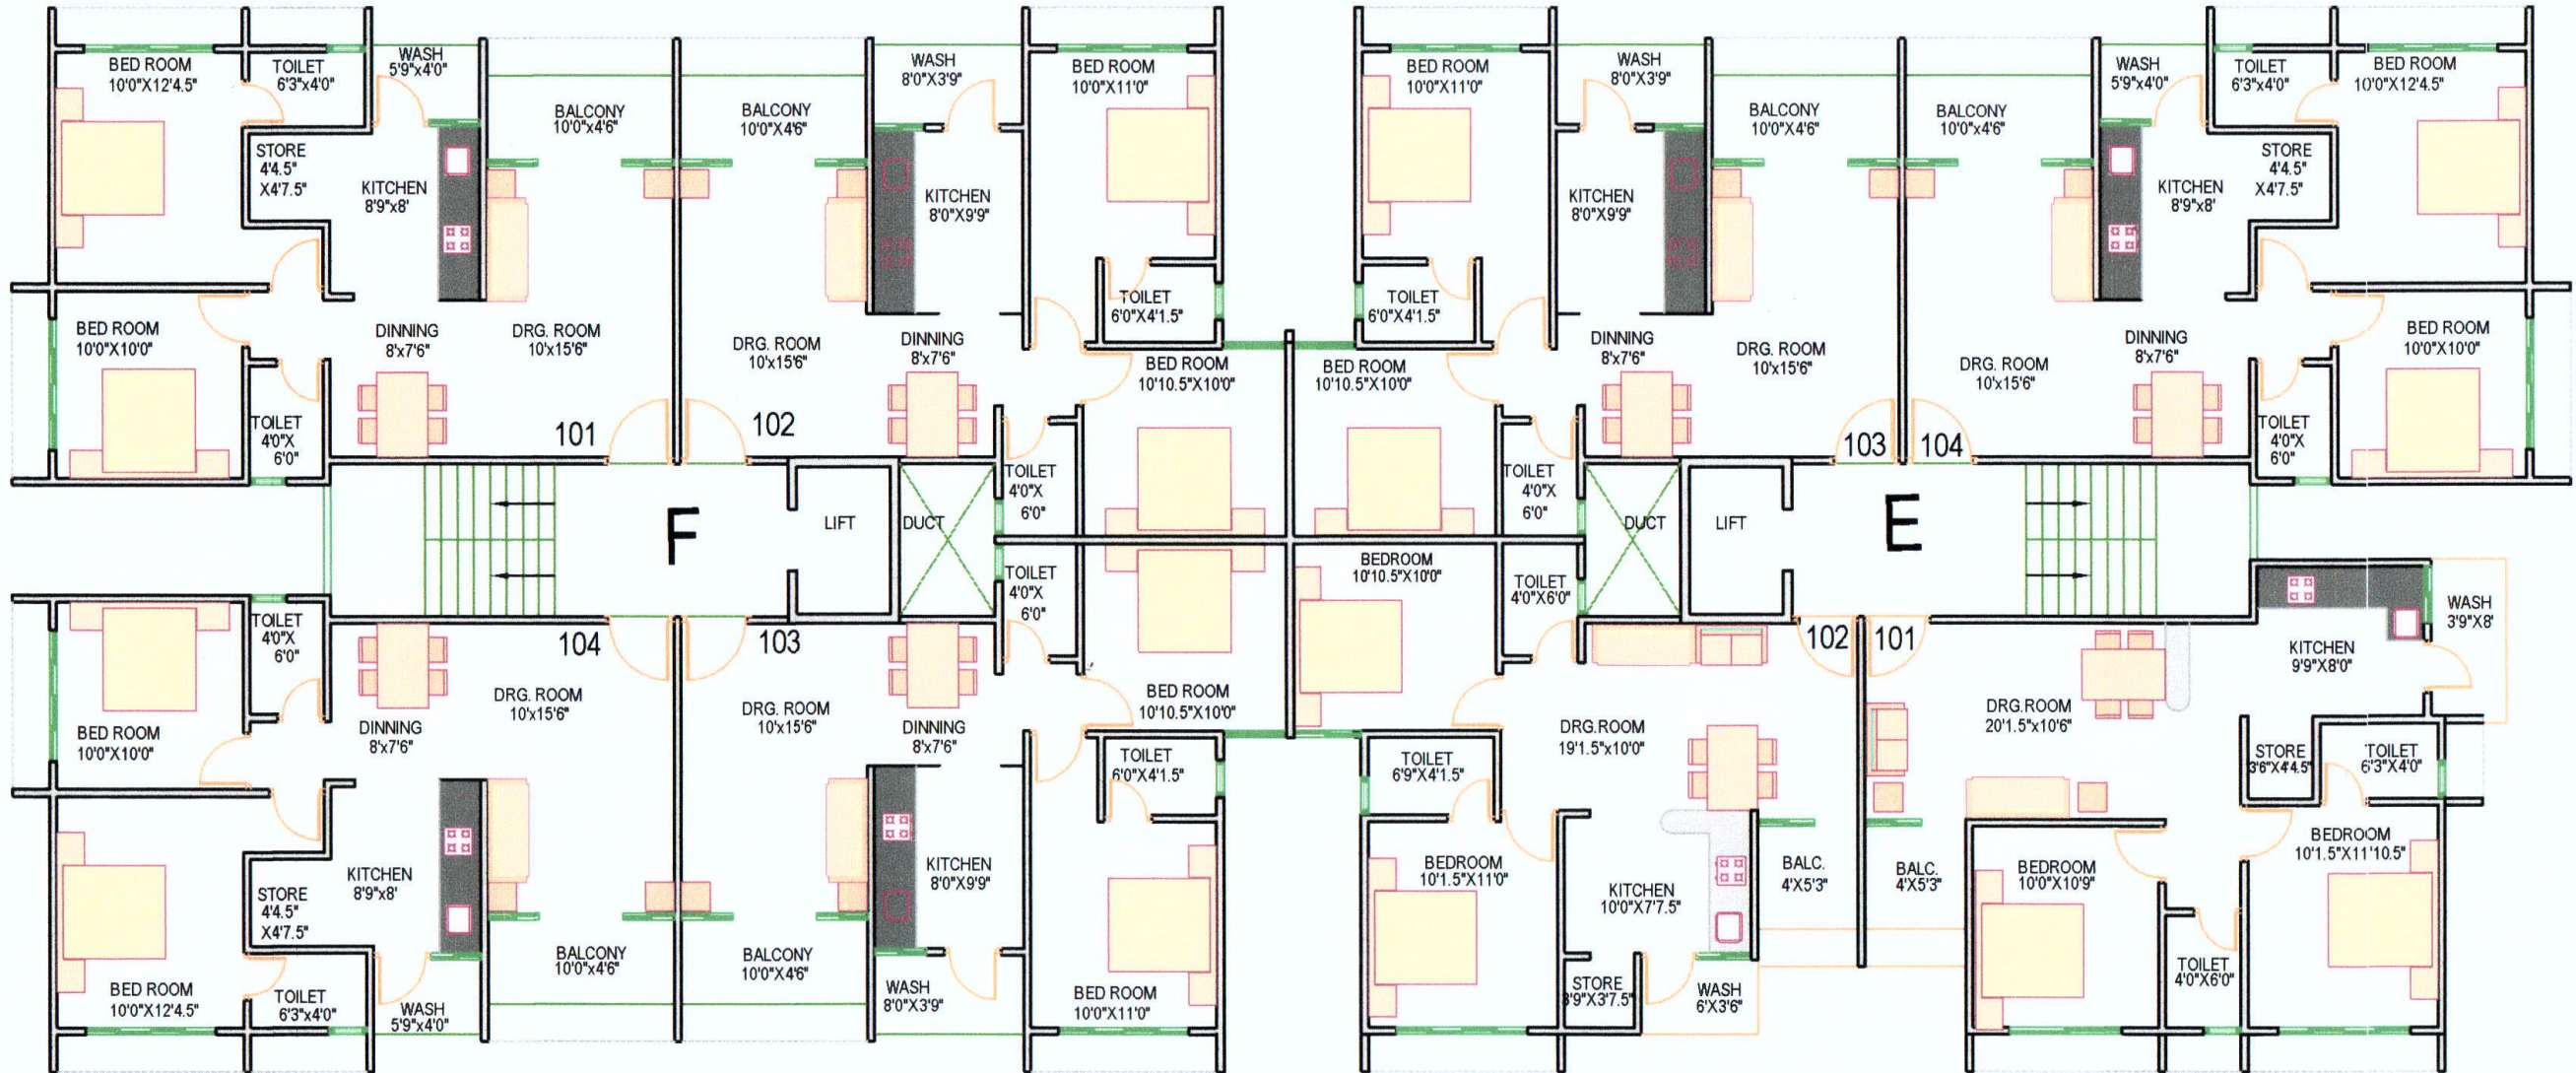 BED ROOM
10'0"X12'4.5"
TOILET
6'3"x4'0"
WASH
5'9"x4'0"
STORE
4'4.5"
X4'7.5"
KITCHEN
8'9"x8'
BALCONY
10'0"x4'6"
BED ROOM
10'0"X10'0"
DINNING
8'x7'6"
DRG. ROOM
10'x15'6"
TOILET
4'0"X
6'0"
101
BALCONY
10'0"X4'6"
WASH
8'0"X3'9"
BED ROOM
10'0"X11'0"
KITCHEN
8'0"X9'9"
TOILET
6'0"X4'1.5"
DRG. ROOM
10'x15'6"
DINNING
8'x7'6"
BED ROOM
10'10.5"X10'0"
102
TOILET
4'0"X
6'0"
BED ROOM
10'0"X11'0"
WASH
8'0"X3'9"
BALCONY
10'0"X4'6"
KITCHEN
8'0"X9'9"
TOILET
6'0"X4'1.5"
BED ROOM
10'10.5"X10'0"
DINNING
8'x7'6"
DRG. ROOM
10'x15'6"
TOILET
4'0"X
6'0"
103
BALCONY
10'0"x4'6"
WASH
5'9"x4'0"
TOILET
6'3"x4'0"
BED ROOM
10'0"X12'4.5"
STORE
4'4.5"
X4'7.5"
KITCHEN
8'9"x8'
DRG. ROOM
10'x15'6"
DINNING
8'x7'6"
BED ROOM
10'0"X10'0"
TOILET
4'0"X
6'0"
104
F
LIFT
DUCT
DUCT
LIFT
E
TOILET
4'0"X
6'0"
104
BED ROOM
10'0"X10'0"
DINNING
8'x7'6"
DRG. ROOM
10'x15'6"
KITCHEN
8'9"x8'
STORE
4'4.5"
X4'7.5"
BALCONY
10'0"x4'6"
BED ROOM
10'0"X12'4.5"
TOILET
6'3"x4'0"
WASH
5'9"x4'0"
103
TOILET
4'0"X
6'0"
DRG. ROOM
10'x15'6"
DINNING
8'x7'6"
BED ROOM
10'10.5"X10'0"
TOILET
6'0"X4'1.5"
KITCHEN
8'0"X9'9"
BALCONY
10'0"X4'6"
WASH
8'0"X3'9"
BED ROOM
10'0"X11'0"
BEDROOM
10'10.5"X10'0"
TOILET
4'0"X6'0"
102
DRG.ROOM
19'1.5"x10'0"
TOILET
6'9"X4'1.5"
BEDROOM
10'1.5"X11'0"
KITCHEN
10'0"X7'7.5"
BALC.
4'X5'3"
STORE
3'9"X3'7.5"
WASH
6'X3'6"
101
WASH
3'9"X8'
KITCHEN
9'9"X8'0"
DRG.ROOM
20'1.5"x10'6"
STORE
3'6"X4'4.5"
TOILET
6'3"X4'0"
BALC.
4'X5'3"
BEDROOM
10'0"X10'9"
BEDROOM
10'1.5"X11'10.5"
TOILET
4'0"X6'0"